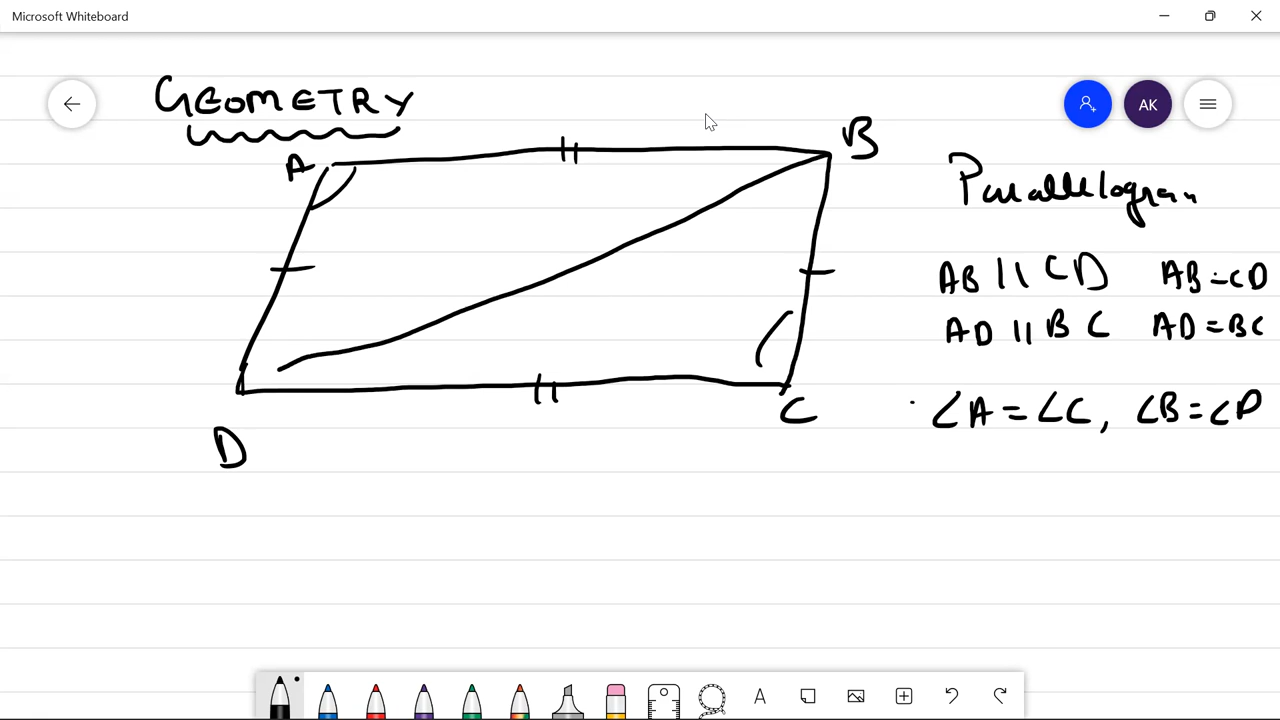 Microsoft Whiteboard
GEOMETRY
AK
A
B
Parallelogram
AB || CD AB = CD
AD || BC AD = BC
∠A = ∠C, ∠B = ∠D
C
D
A